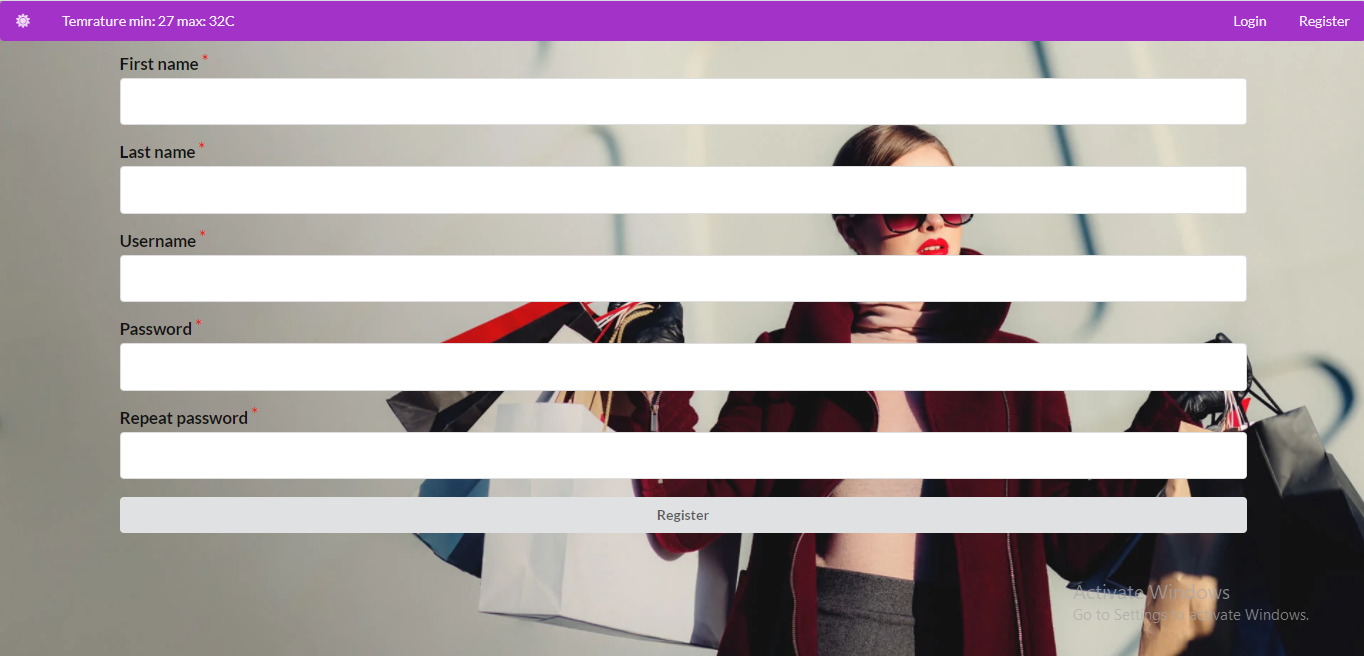 Temrature min: 27 max: 32C
Login
Register
First name *
Last name *
Username *
Password *
Repeat password *
Register
Activate Windows
Go to Settings to activate Windows.